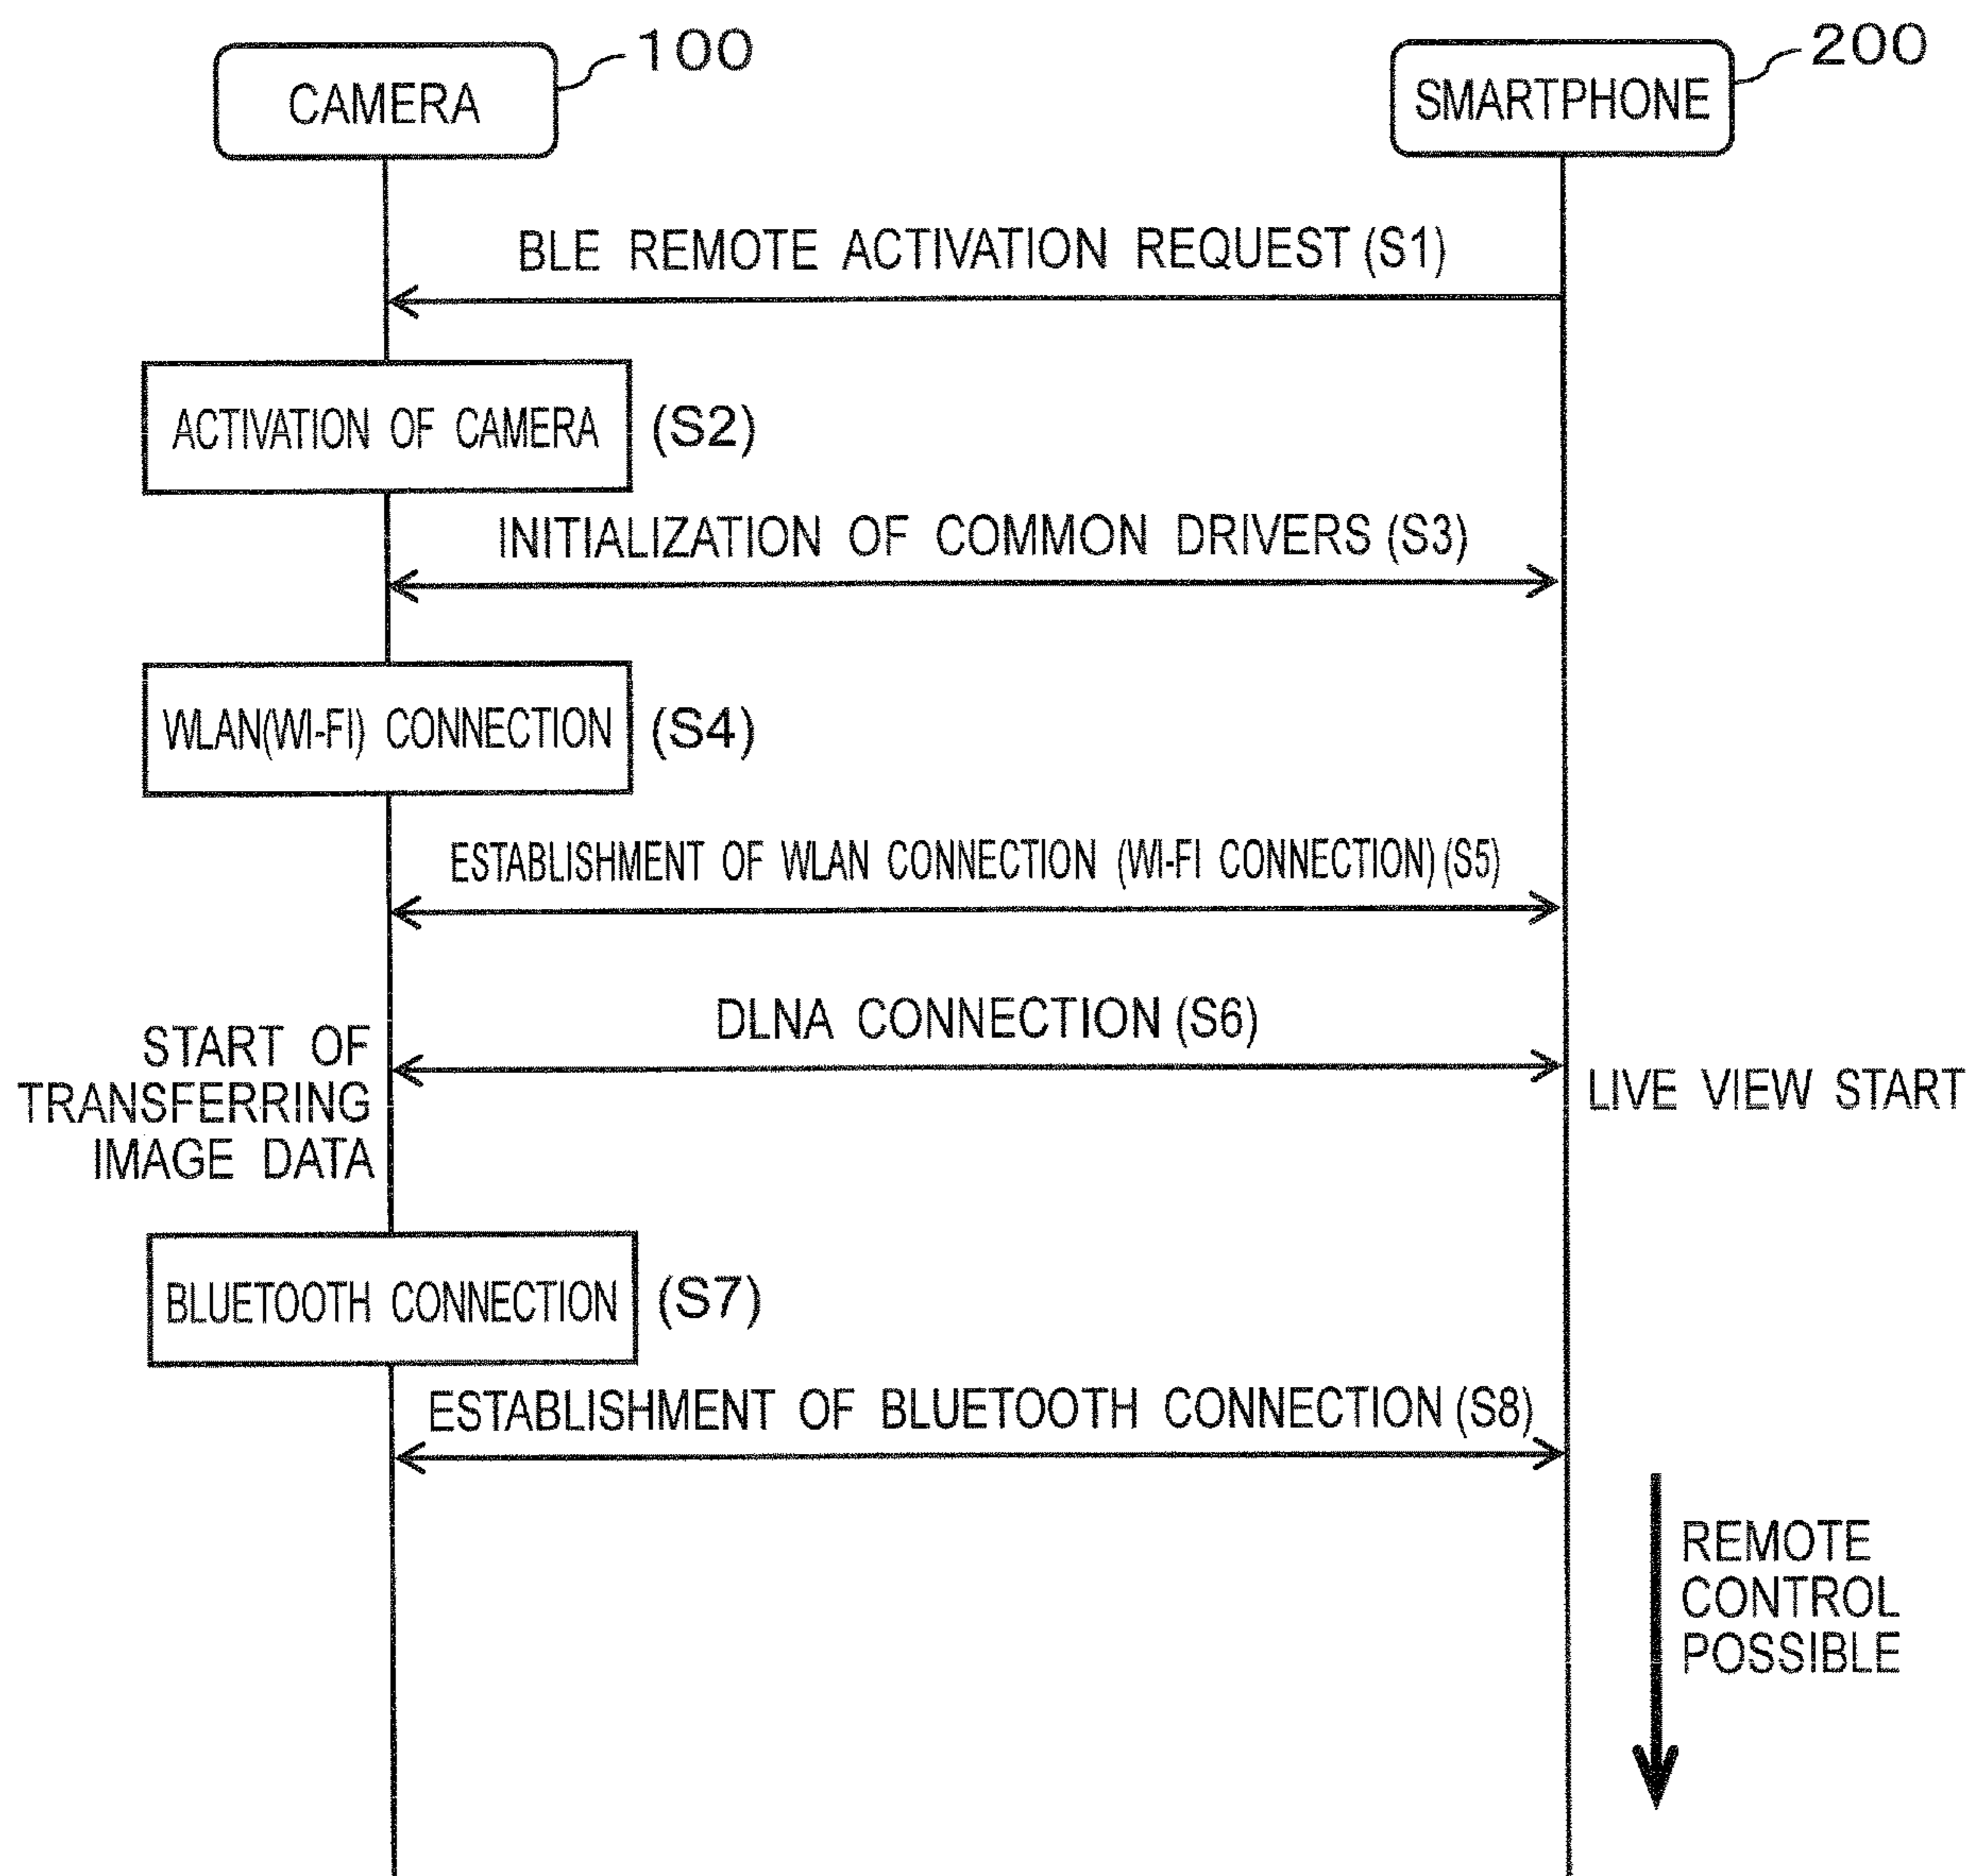 100
200
CAMERA
SMARTPHONE
BLE REMOTE ACTIVATION REQUEST (S1)
ACTIVATION OF CAMERA
(S2)
INITIALIZATION OF COMMON DRIVERS (S3)
WLAN(WI-FI) CONNECTION
(S4)
ESTABLISHMENT OF WLAN CONNECTION (WI-FI CONNECTION) (S5)
DLNA CONNECTION (S6)
START OF
TRANSFERRING
IMAGE DATA
LIVE VIEW START
BLUETOOTH CONNECTION
(S7)
ESTABLISHMENT OF BLUETOOTH CONNECTION (S8)
REMOTE
CONTROL
POSSIBLE